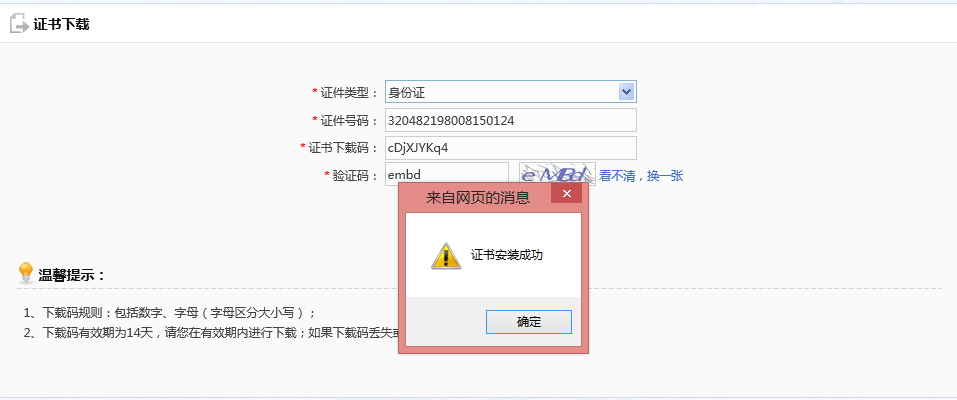 证书下载
* 证件类型： 身份证
* 证件号码： 320482198008150124
* 证书下载码： cDjXJYKq4
* 验证码： embd eMBd 看不清，换一张
来自网页的消息
证书安装成功
确定
温馨提示：
1、下载码规则：包括数字、字母（字母区分大小写）；
2、下载码有效期为14天，请您在有效期内进行下载；如果下载码丢失